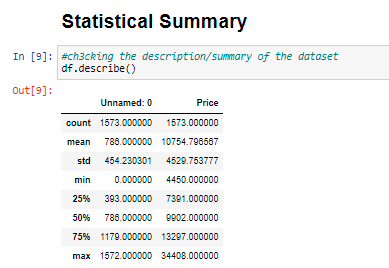 Statistical Summary
In [9]: #ch3cking the description/summary of the dataset
df.describe()
Out[9]:
Unnamed: 0 Price
count 1573.000000 1573.000000
mean 786.000000 10754.796567
std 454.230301 4529.753777
min 0.000000 4450.000000
25% 393.000000 7391.000000
50% 786.000000 9902.000000
75% 1179.000000 13297.000000
max 1572.000000 34408.000000